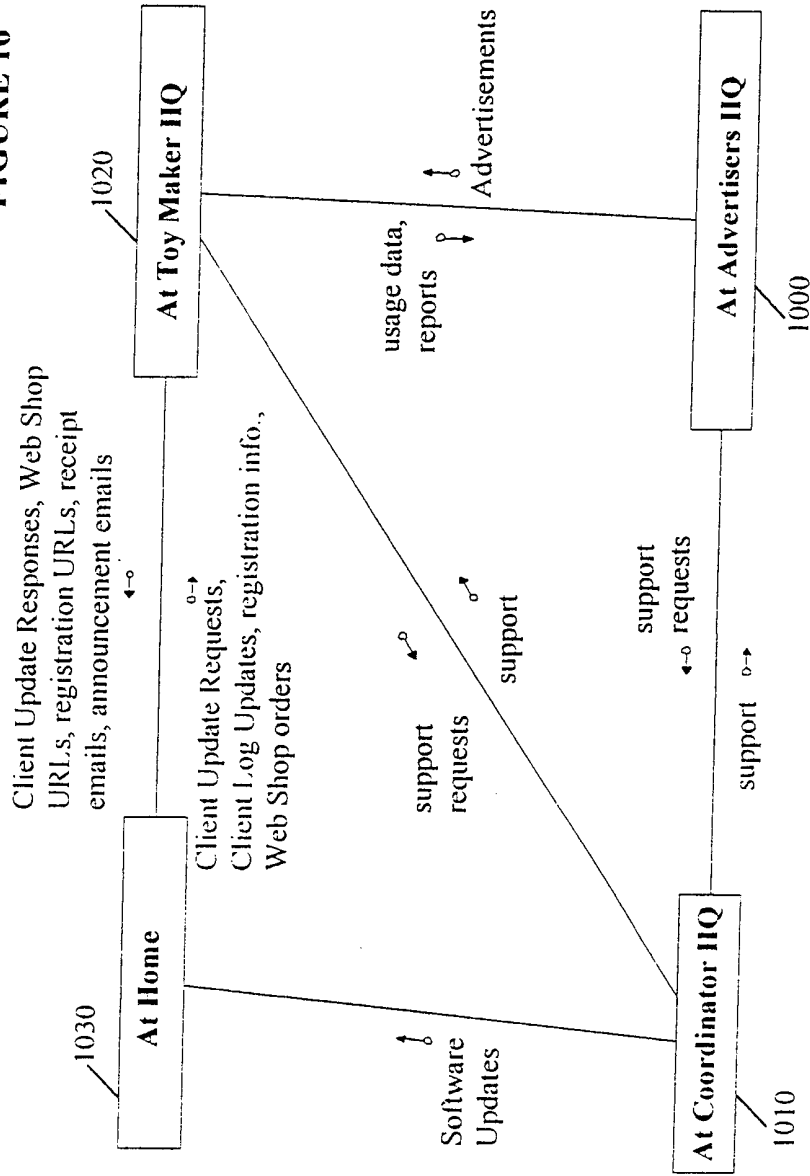 FIGURE 10
Client Update Responses, Web Shop
URLs, registration URLs, receipt
emails, announcement emails
1030
1020
At Home
At Toy Maker HQ
Client Update Requests,
Client Log Updates, registration info.,
Web Shop orders
Software
Updates
support
requests
support
usage data,
reports
Advertisements
support
requests
At Coordinator HQ
At Advertisers HQ
support
1010
1000